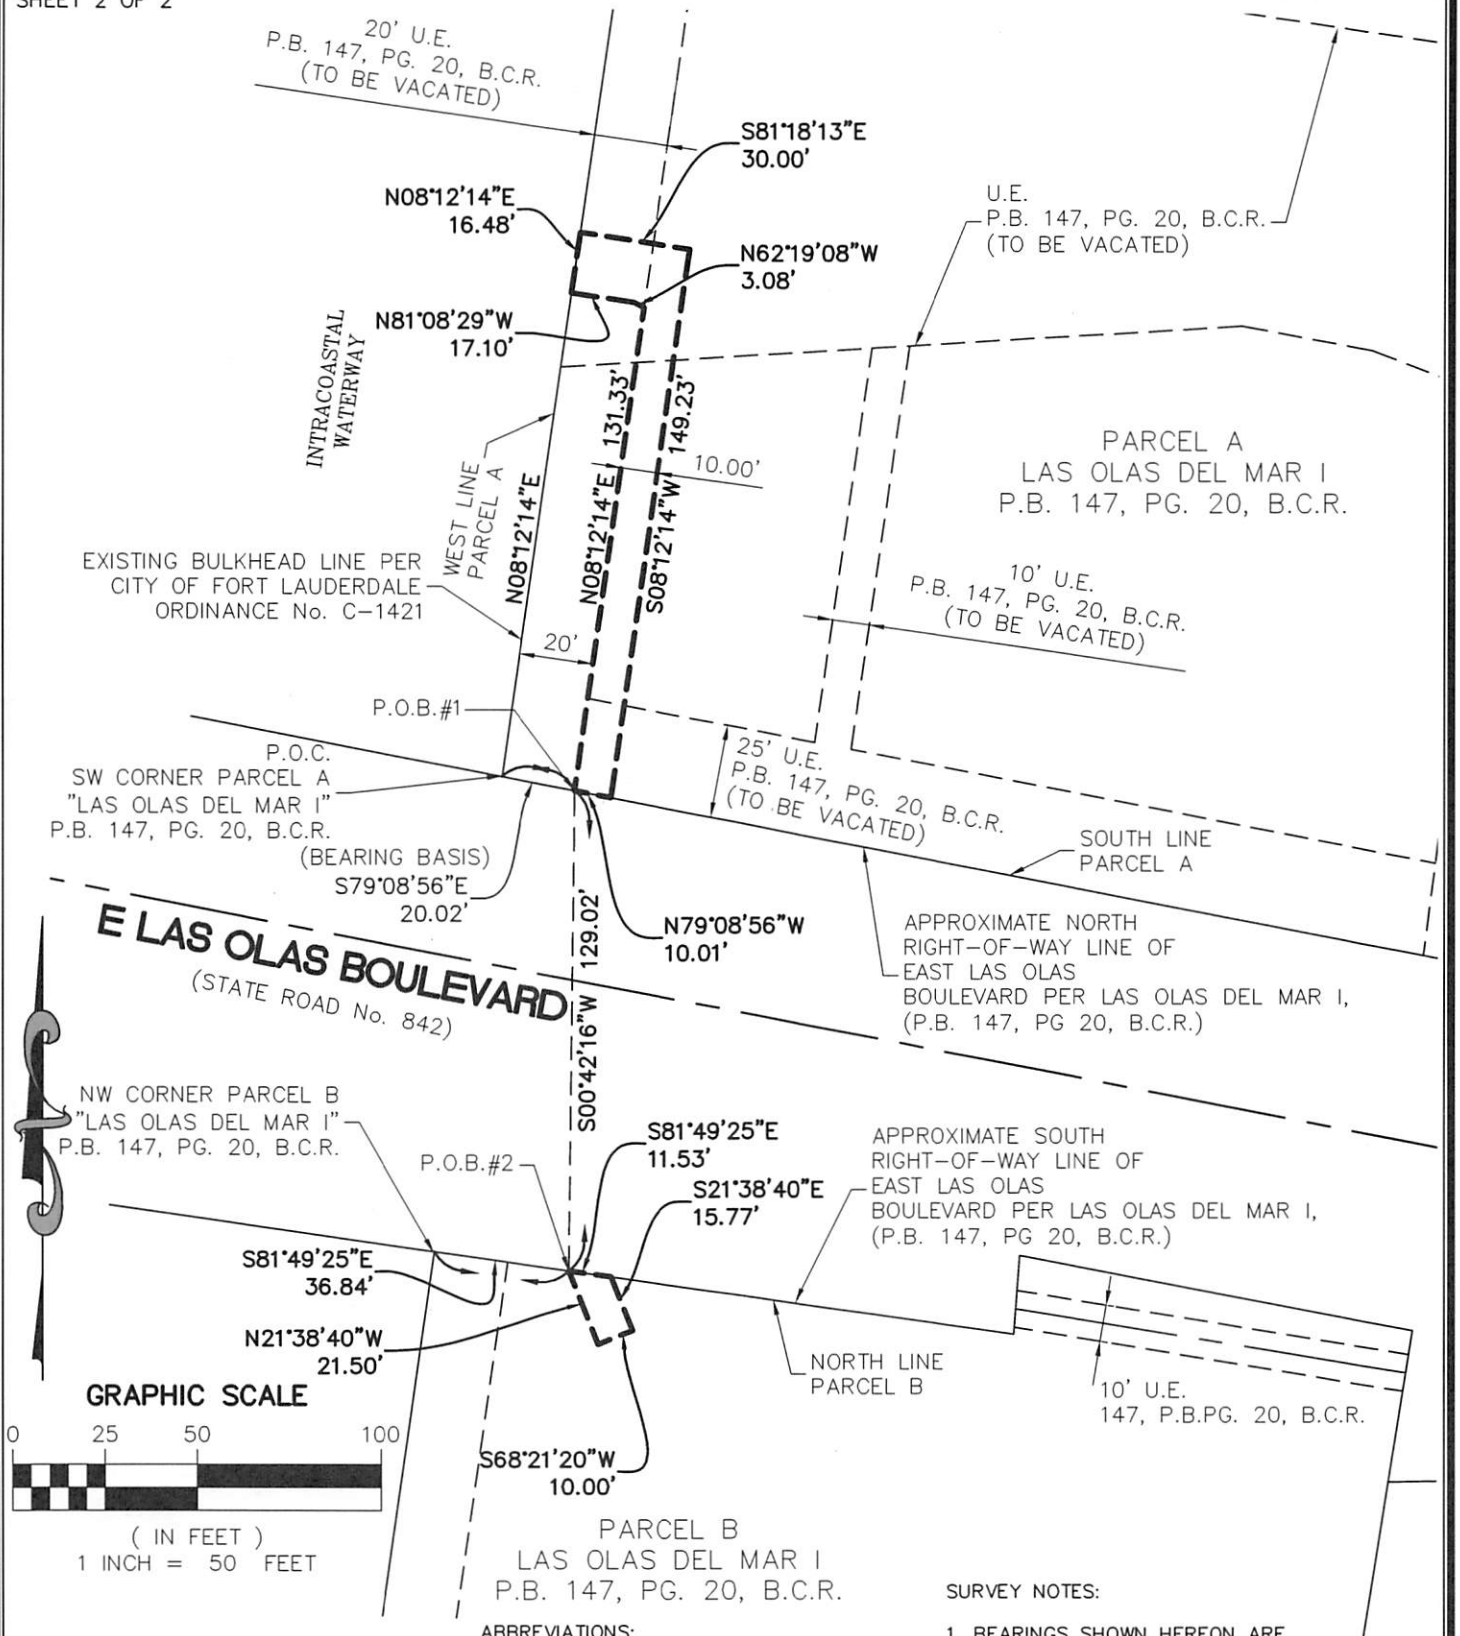 SHEET 2 OF 2
20' U.E.
P.B. 147, PG. 20, B.C.R.
(TO BE VACATED)
S81°18'13"E
30.00'
N08°12'14"E
16.48'
U.E.
P.B. 147, PG. 20, B.C.R.
(TO BE VACATED)
N62°19'08"W
3.08'
N81°08'29"W
17.10'
INTRACOASTAL
WATERWAY
131.33'
149.23'
10.00'
PARCEL A
LAS OLAS DEL MAR I
P.B. 147, PG. 20, B.C.R.
WEST LINE
PARCEL A
N08°12'14"E
N08°12'14"E
S08°12'14"W
EXISTING BULKHEAD LINE PER
CITY OF FORT LAUDERDALE
ORDINANCE No. C-1421
10' U.E.
P.B. 147, PG. 20, B.C.R.
(TO BE VACATED)
20'
P.O.B.#1
P.O.C.
SW CORNER PARCEL A
"LAS OLAS DEL MAR I"
P.B. 147, PG. 20, B.C.R.
25' U.E.
P.B. 147, PG. 20, B.C.R.
(TO BE VACATED)
SOUTH LINE
PARCEL A
(BEARING BASIS)
S79°08'56"E
20.02'
N79°08'56"W
10.01'
APPROXIMATE NORTH
RIGHT-OF-WAY LINE OF
EAST LAS OLAS
BOULEVARD PER LAS OLAS DEL MAR I,
(P.B. 147, PG 20, B.C.R.)
E LAS OLAS BOULEVARD
(STATE ROAD No. 842)
S00°42'16"W 129.02'
NW CORNER PARCEL B
"LAS OLAS DEL MAR I"
P.B. 147, PG. 20, B.C.R.
P.O.B.#2
S81°49'25"E
11.53'
S21°38'40"E
15.77'
APPROXIMATE SOUTH
RIGHT-OF-WAY LINE OF
EAST LAS OLAS
BOULEVARD PER LAS OLAS DEL MAR I,
(P.B. 147, PG 20, B.C.R.)
S81°49'25"E
36.84'
N21°38'40"W
21.50'
NORTH LINE
PARCEL B
10' U.E.
147, P.B.PG. 20, B.C.R.
GRAPHIC SCALE
0 25 50 100
( IN FEET )
1 INCH = 50 FEET
S68°21'20"W
10.00'
PARCEL B
LAS OLAS DEL MAR I
P.B. 147, PG. 20, B.C.R.
SURVEY NOTES:
ABBREVIATIONS:
1. BEARINGS SHOWN HEREON ARE